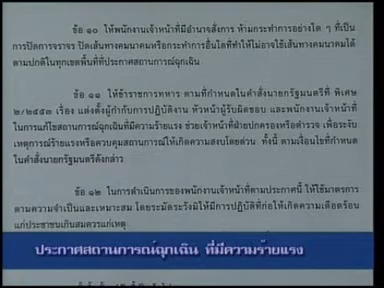 ข้อ ๑๐ ให้พนักงานเจ้าหน้าที่มีอำนาจสั่งการ ห้ามกระทำการอย่างใด ๆ ที่เป็น
การปิดการจราจร ปิดเส้นทางคมนาคมหรือกระทำการอื่นใดที่ทำให้ไม่อาจใช้เส้นทางคมนาคมได้
ตามปกติในทุกเขตพื้นที่ที่ประกาศสถานการณ์ฉุกเฉิน
ข้อ ๑๑ ให้ข้าราชการทหาร ตามที่กำหนดในคำสั่งนายกรัฐมนตรีที่ พิเศษ
๒/๒๕๕๓ เรื่อง แต่งตั้งผู้กำกับการปฏิบัติงาน หัวหน้าผู้รับผิดชอบ และพนักงานเจ้าหน้าที่
ในการแก้ไขสถานการณ์ฉุกเฉินที่มีความร้ายแรง ช่วยเจ้าหน้าที่ฝ่ายปกครองหรือตำรวจ เพื่อระงับ
เหตุการณ์ร้ายแรงหรือควบคุมสถานการณ์ให้เกิดความสงบโดยด่วน ทั้งนี้ ตามเงื่อนไขที่กำหนด
ในคำสั่งนายกรัฐมนตรีดังกล่าว
ข้อ ๑๒ ในการดำเนินการของพนักงานเจ้าหน้าที่ตามประกาศนี้ ให้ใช้มาตรการ
ตามความจำเป็นและเหมาะสม โดยระมัดระวังมิให้มีการปฏิบัติที่ก่อให้เกิดความเดือดร้อน
แก่ประชาชนเกินสมควรแก่เหตุ
ประกาศสถานการณ์ฉุกเฉิน ที่มีความร้ายแรง